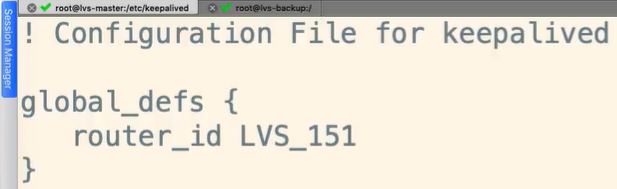 root@lvs-master:/etc/keepalived root@lvs-backup:/
Session Manager
! Configuration File for keepalived
global_defs {
   router_id LVS_151
}